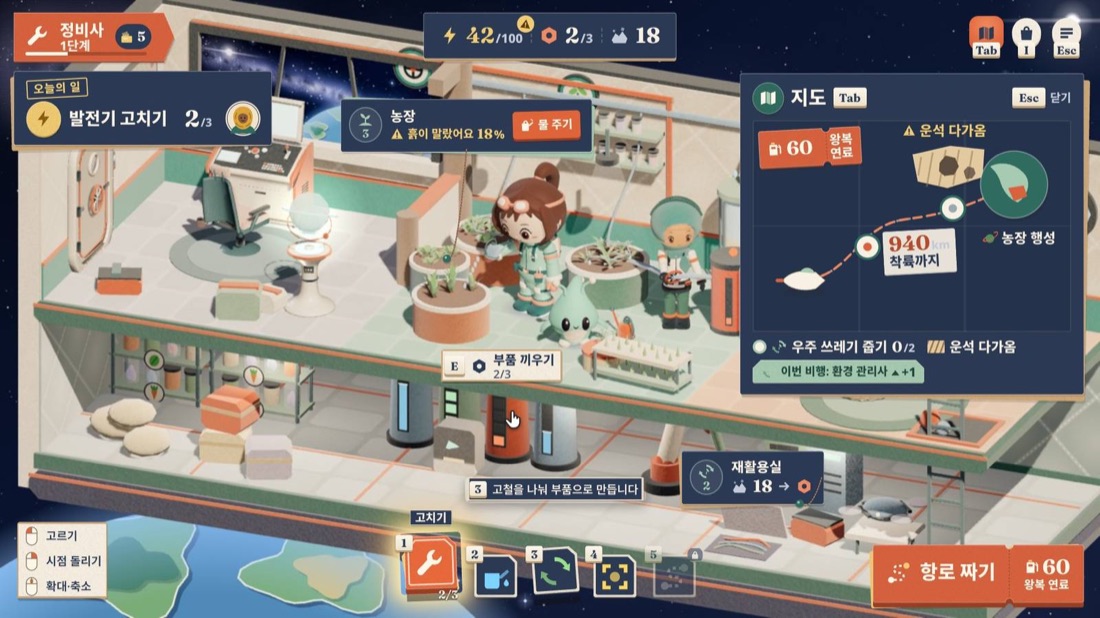 정비사
1단계
5
42/100
2/3
18
Tab
I
Esc
오늘의 일
발전기 고치기 2/3
농장
3
흙이 말랐어요 18%
물 주기
지도 Tab
Esc 닫기
60 왕복 연료
운석 다가옴
940 km
착륙까지
농장 행성
우주 쓰레기 줍기 0/2
운석 다가옴
이번 비행: 환경 관리사 +1
E 부품 끼우기
2/3
재활용실
2
18 →
3 고철을 나눠 부품으로 만듭니다
고르기
시점 돌리기
확대·축소
고치기
1
2/3
2
3
4
5
항로 짜기
60
왕복 연료